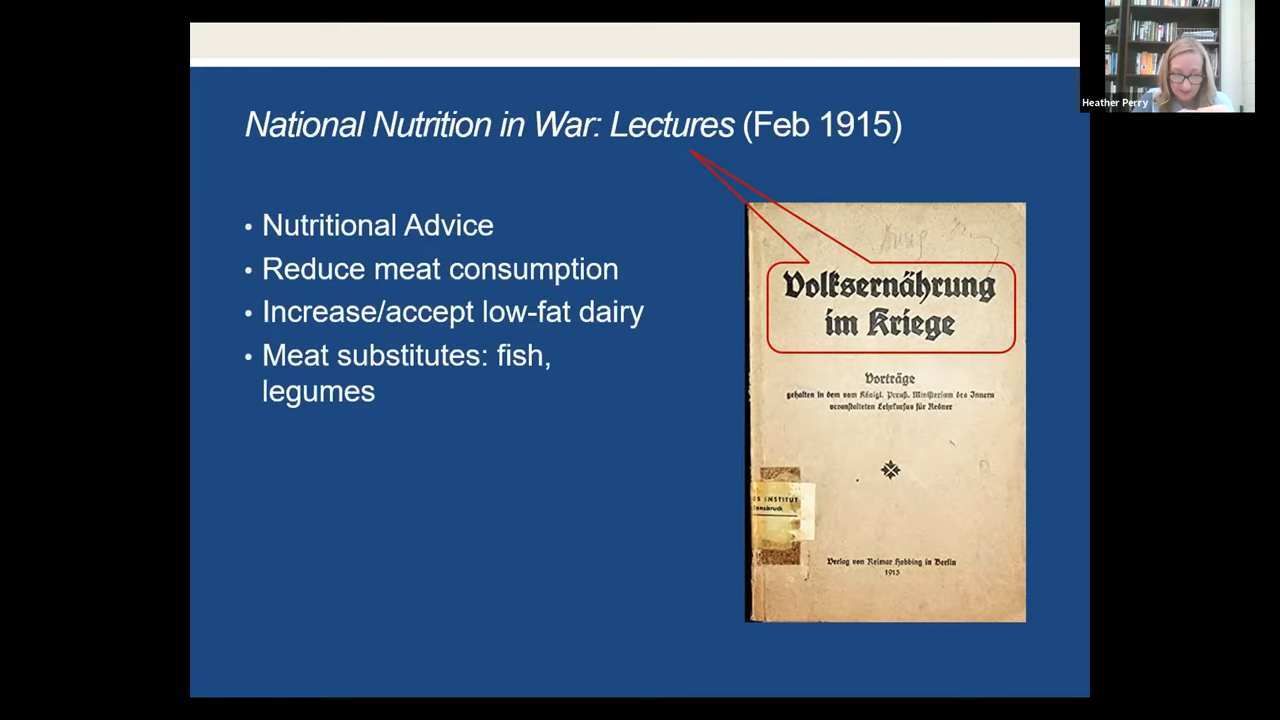 Heather Perry
National Nutrition in War: Lectures (Feb 1915)
• Nutritional Advice
• Reduce meat consumption
• Increase/accept low-fat dairy
• Meat substitutes: fish,
legumes
Volksernährung
im Kriege
Vorträge
gehalten in dem vom Königl. Preuß. Ministerium des Innern
veranstalteten Lehrkursus für Redner
INSTITUT
Verlag von Reimar Hobbing in Berlin
1915